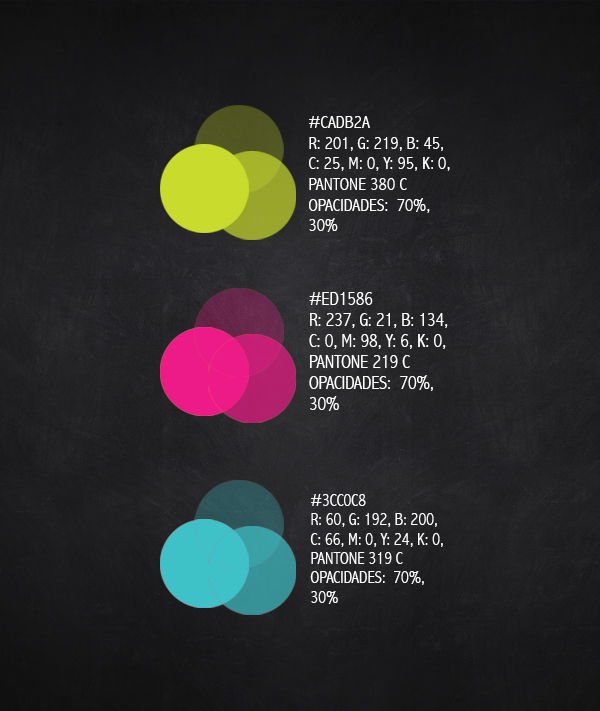 #CADB2A
R: 201, G: 219, B: 45,
C: 25, M: 0, Y: 95, K: 0,
PANTONE 380 C
OPACIDADES:  70%,
30%
#ED1586
R: 237, G: 21, B: 134,
C: 0, M: 98, Y: 6, K: 0,
PANTONE 219 C
OPACIDADES:  70%,
30%
#3CC0C8
R: 60, G: 192, B: 200,
C: 66, M: 0, Y: 24, K: 0,
PANTONE 319 C
OPACIDADES:  70%,
30%